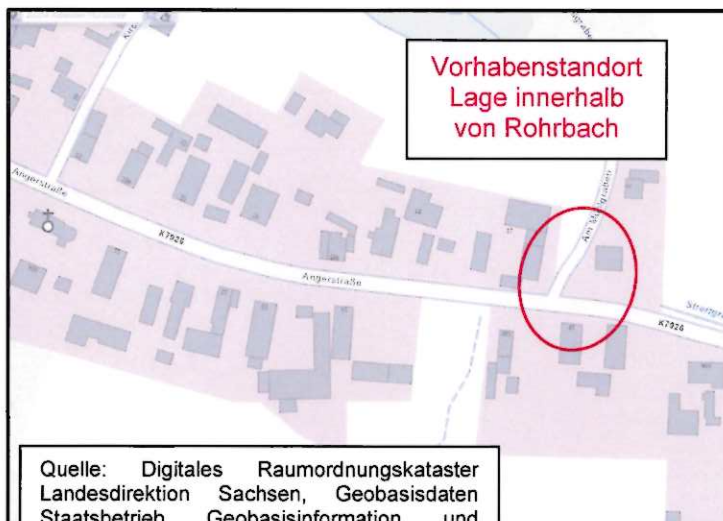 Vorhabenstandort
Lage innerhalb
von Rohrbach
Angerstraße
K7926
Angerstraße
K7926
Quelle: Digitales Raumordnungskataster
Landesdirektion Sachsen, Geobasisdaten
Staatsbetrieb Geobasisinformation und